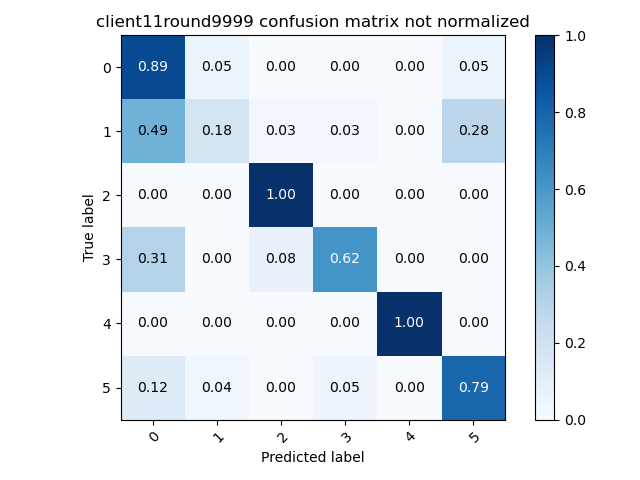 client11round9999 confusion matrix not normalized
True label
0 0.89 0.05 0.00 0.00 0.00 0.05
1 0.49 0.18 0.03 0.03 0.00 0.28
2 0.00 0.00 1.00 0.00 0.00 0.00
3 0.31 0.00 0.08 0.62 0.00 0.00
4 0.00 0.00 0.00 0.00 1.00 0.00
5 0.12 0.04 0.00 0.05 0.00 0.79
0 1 2 3 4 5
Predicted label
1.0
0.8
0.6
0.4
0.2
0.0